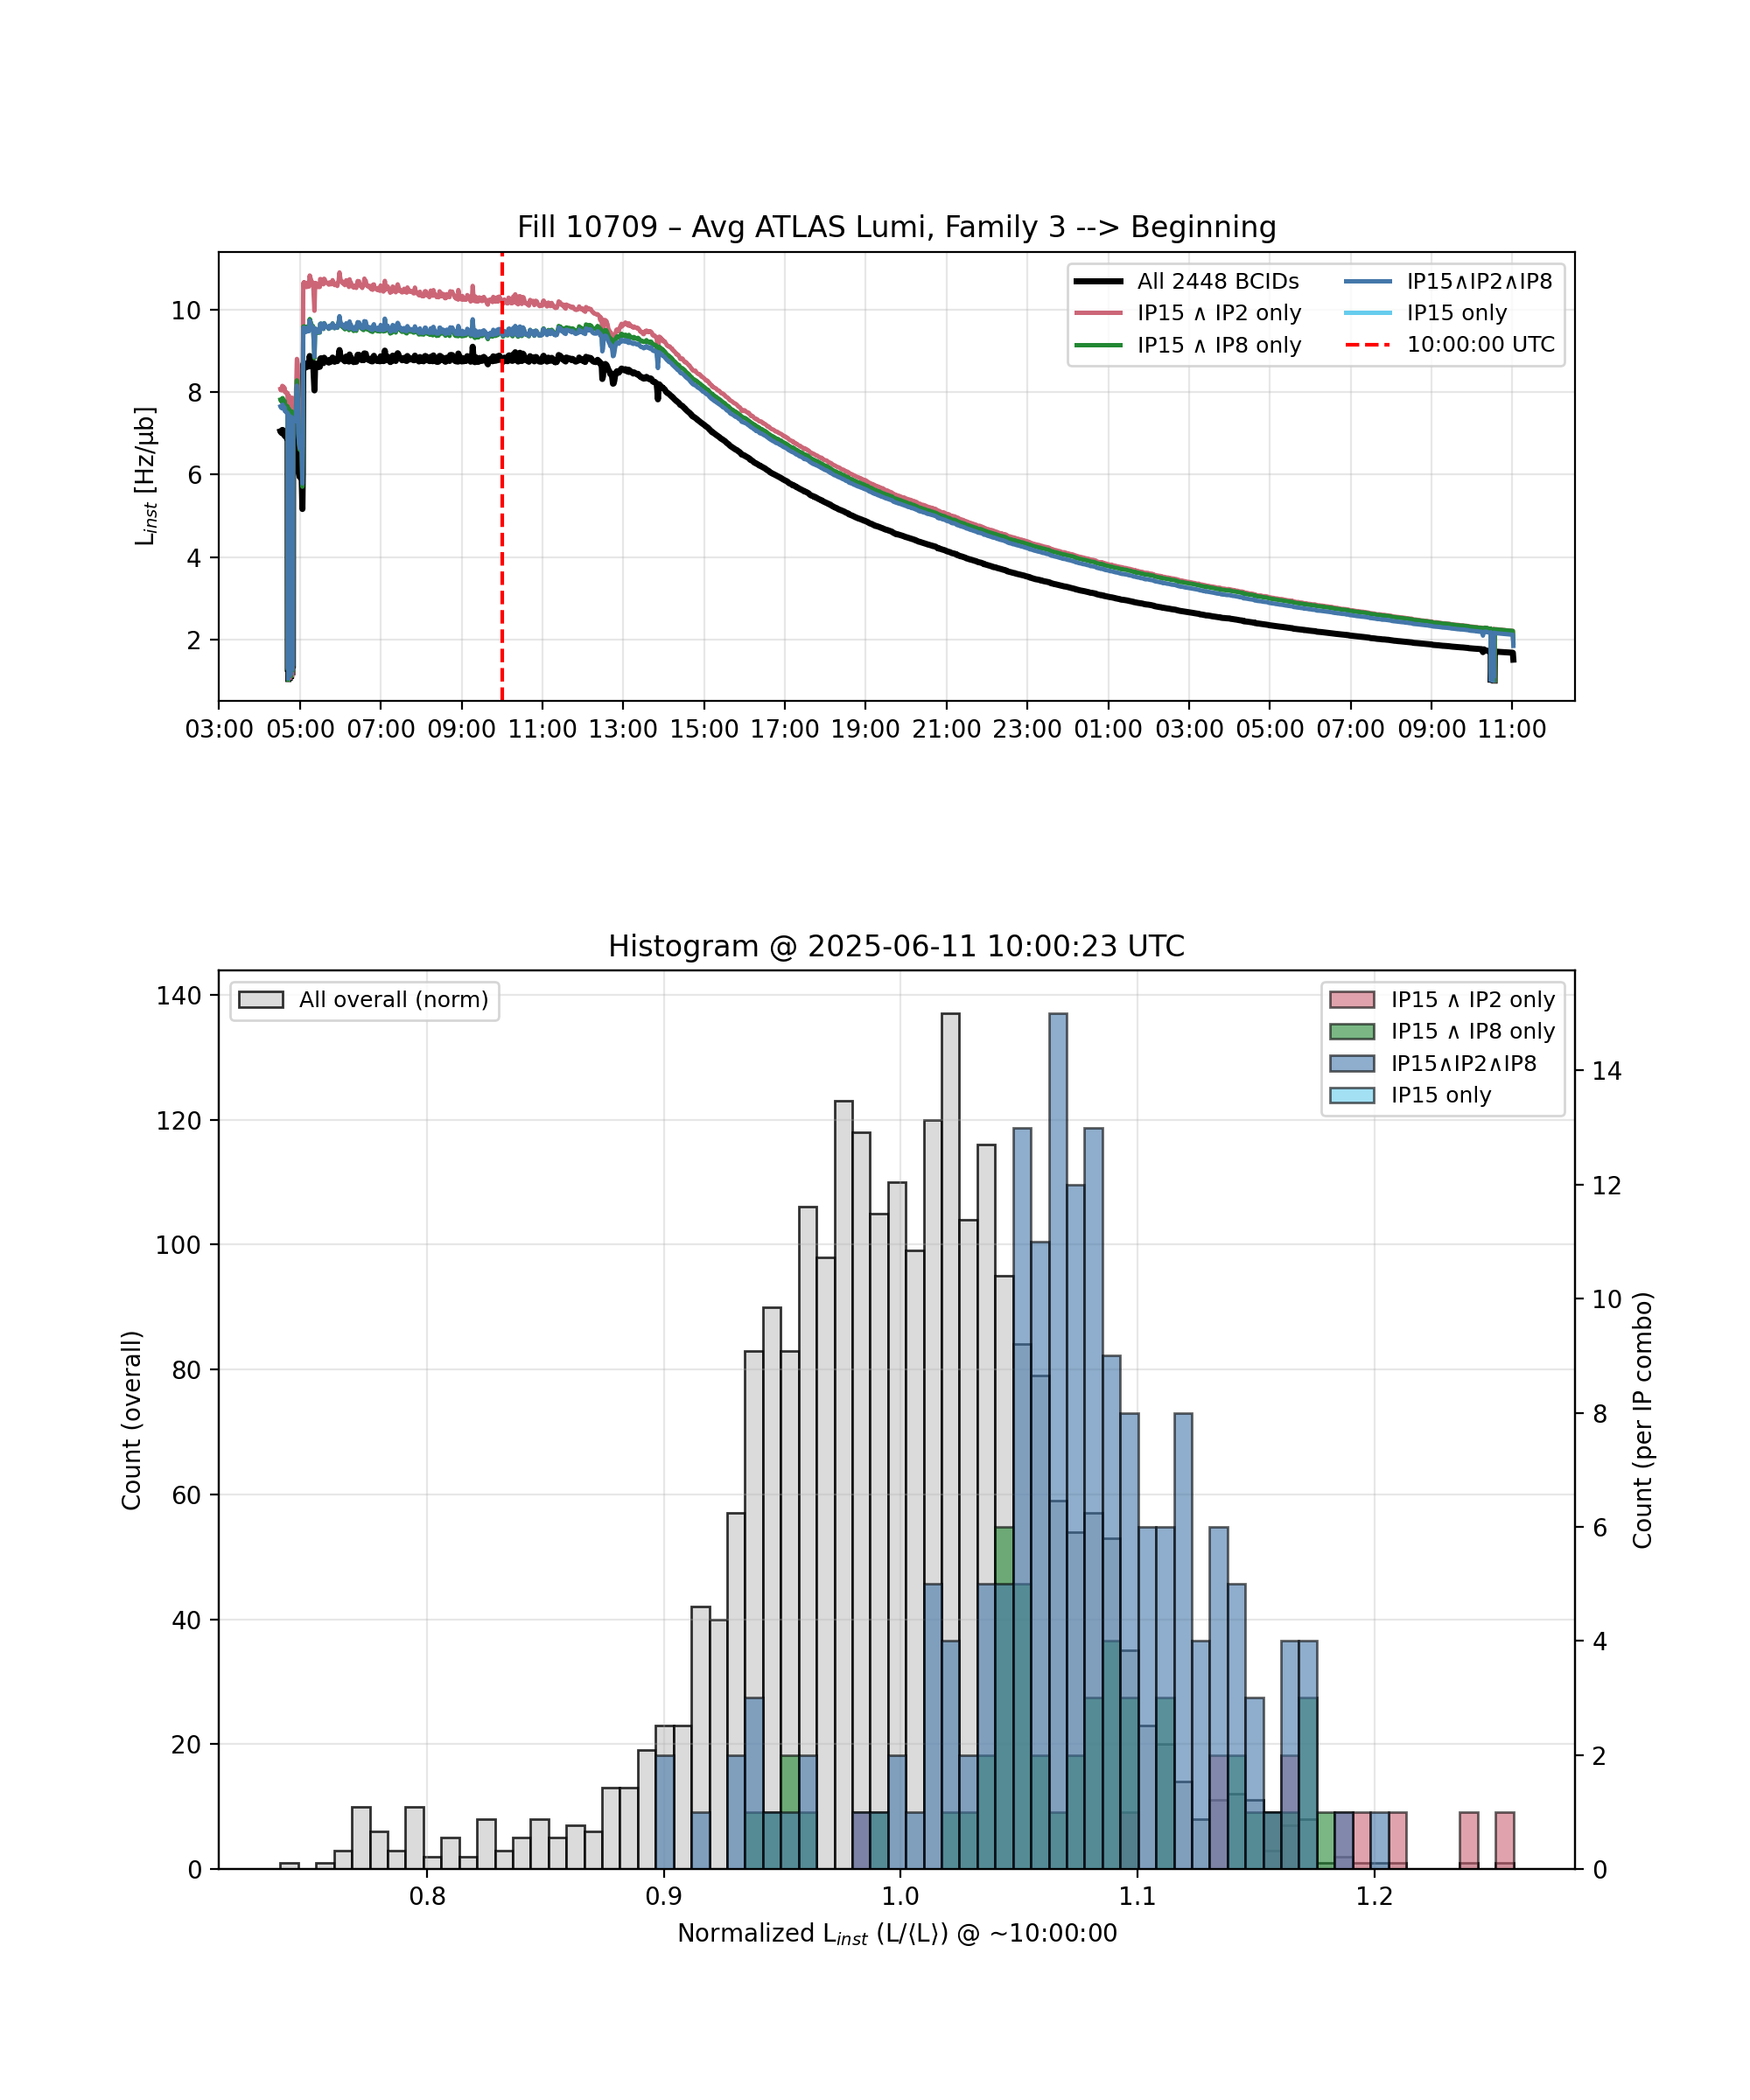 Fill 10709 – Avg ATLAS Lumi, Family 3 --> Beginning
L_inst [Hz/μb]
10
8
6
4
2
All 2448 BCIDs
IP15 ∧ IP2 only
IP15 ∧ IP8 only
IP15∧IP2∧IP8
IP15 only
10:00:00 UTC
03:00 05:00 07:00 09:00 11:00 13:00 15:00 17:00 19:00 21:00 23:00 01:00 03:00 05:00 07:00 09:00 11:00
Histogram @ 2025-06-11 10:00:23 UTC
Count (overall)
140
120
100
80
60
40
20
0
All overall (norm)
IP15 ∧ IP2 only
IP15 ∧ IP8 only
IP15∧IP2∧IP8
IP15 only
14
12
10
8
6
4
2
0
Count (per IP combo)
0.8 0.9 1.0 1.1 1.2
Normalized L_inst (L/⟨L⟩) @ ~10:00:00